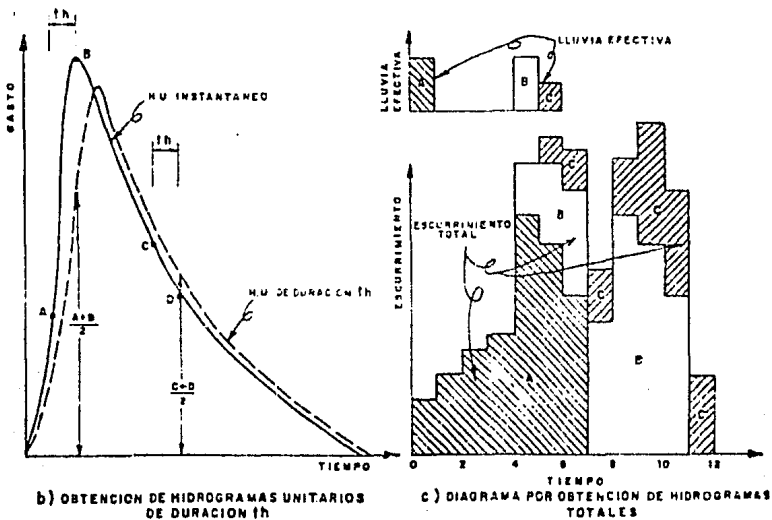 th
B
GASTO
H.U. INSTANTANEO
th
C
A
A+B
2
D
H.U. DE DURACION th
C+D
2
TIEMPO
b) OBTENCION DE HIDROGRAMAS UNITARIOS
DE DURACION th
LLUVIA EFECTIVA
LLUVIA
EFECTIVA
A
B
C
ESCURRIMIENTO
ESCURRIMIENTO
TOTAL
C
B
A
C
C
B
C
0 2 4 6 8 10 12
TIEMPO
c) DIAGRAMA POR OBTENCION DE HIDROGRAMAS
TOTALES